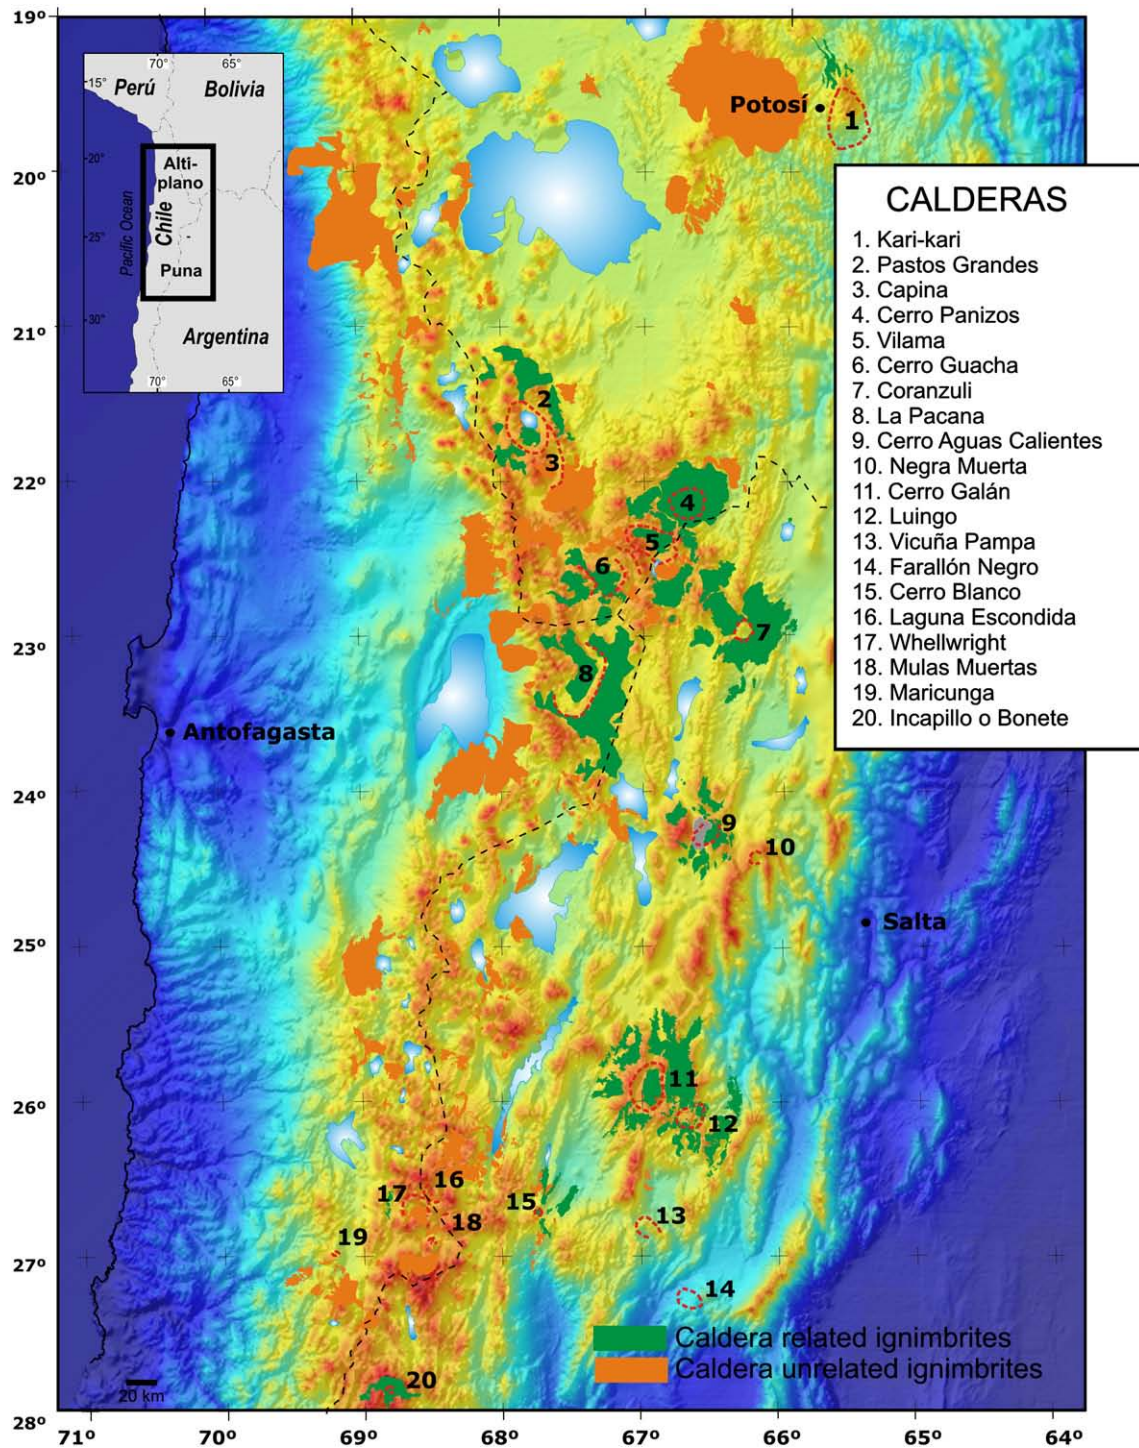 19°
20°
21°
22°
23°
24°
25°
26°
27°
28°
71°
70°
69°
68°
67°
66°
65°
64°
70°
65°
Perú
Bolivia
15°
20°
25°
30°
Alti-
plano
Pacific Ocean
Chile
Puna
Argentina
70°
65°
Potosí
1
2
3
4
5
6
7
8
Antofagasta
9
10
Salta
11
12
13
14
15
16
17
18
19
20
20 km
CALDERAS
1. Kari-kari
2. Pastos Grandes
3. Capina
4. Cerro Panizos
5. Vilama
6. Cerro Guacha
7. Coranzuli
8. La Pacana
9. Cerro Aguas Calientes
10. Negra Muerta
11. Cerro Galán
12. Luingo
13. Vicuña Pampa
14. Farallón Negro
15. Cerro Blanco
16. Laguna Escondida
17. Whellwright
18. Mulas Muertas
19. Maricunga
20. Incapillo o Bonete
Caldera related ignimbrites
Caldera unrelated ignimbrites